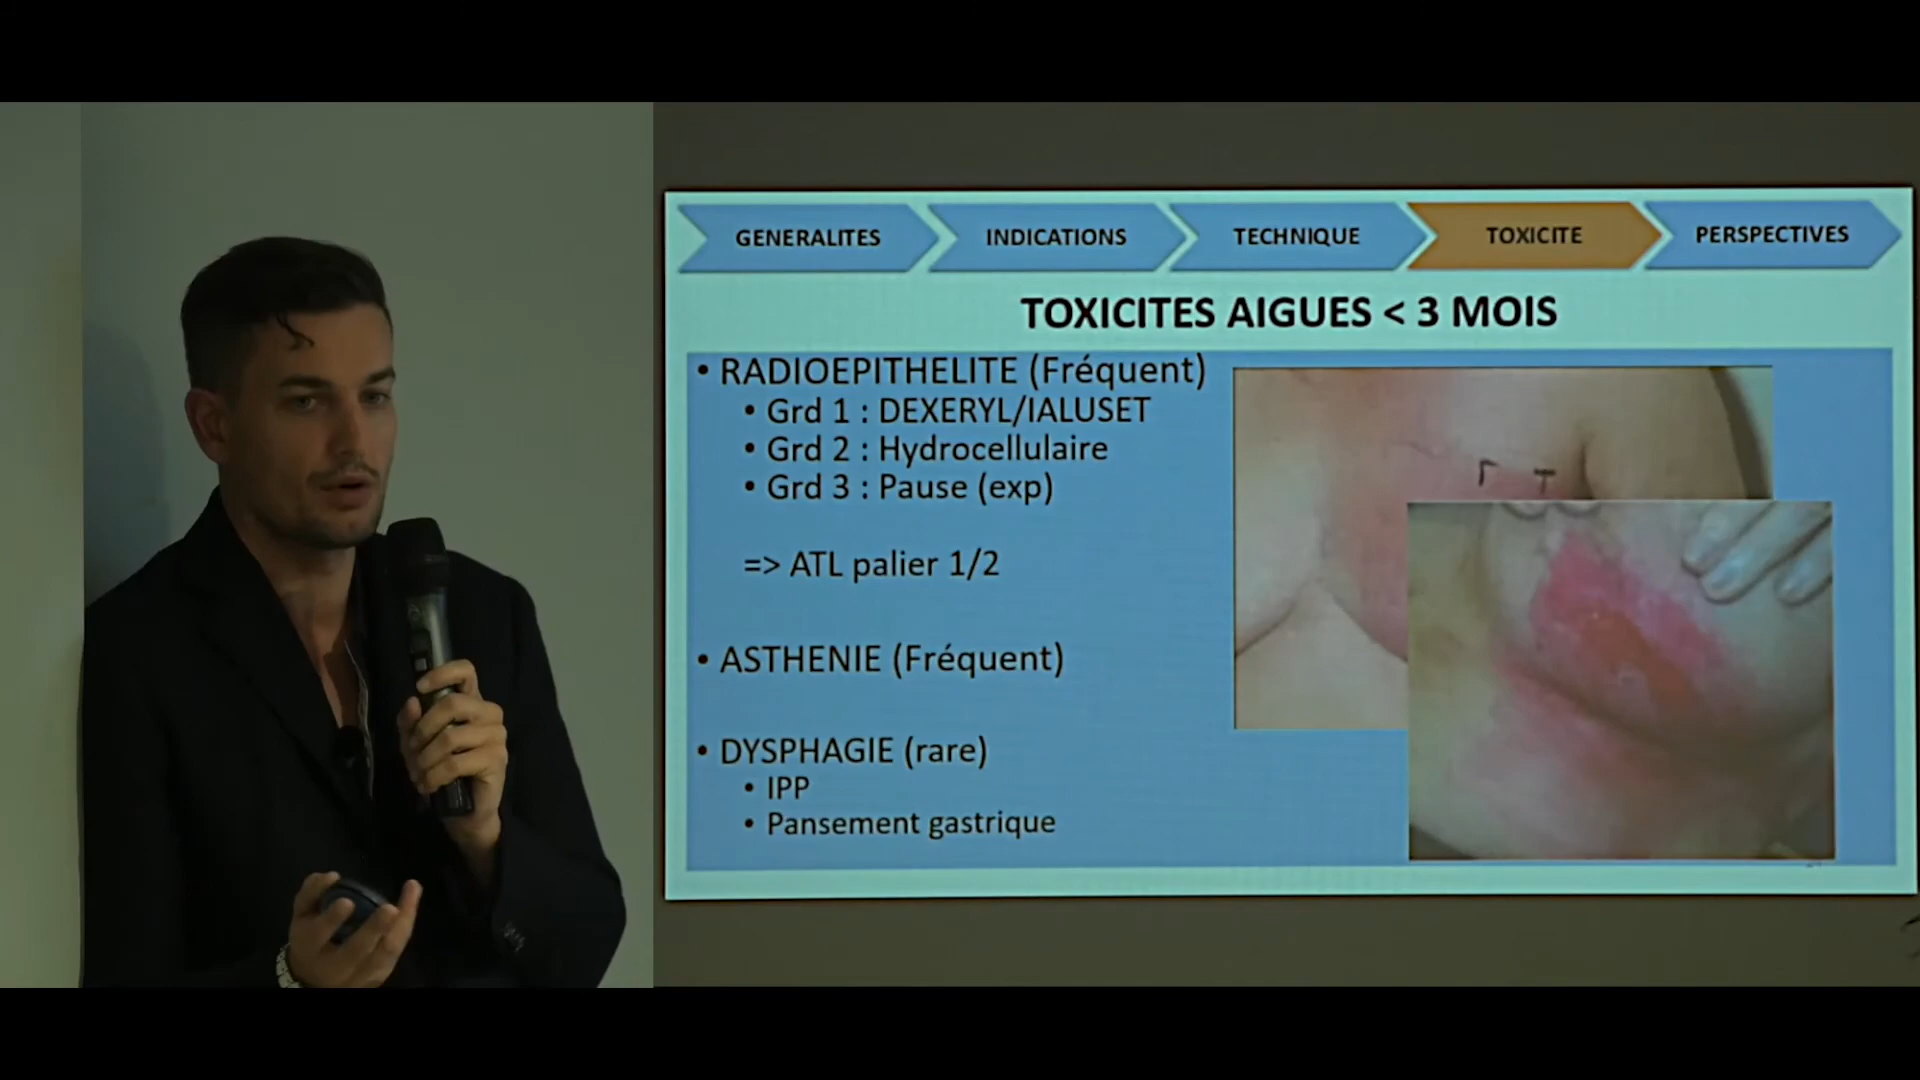 GENERALITES
INDICATIONS
TECHNIQUE
TOXICITE
PERSPECTIVES
TOXICITES AIGUES < 3 MOIS
• RADIOEPITHELITE (Fréquent)
• Grd 1 : DEXERYL/IALUSET
• Grd 2 : Hydrocellulaire
• Grd 3 : Pause (exp)
=> ATL palier 1/2
• ASTHENIE (Fréquent)
• DYSPHAGIE (rare)
• IPP
• Pansement gastrique